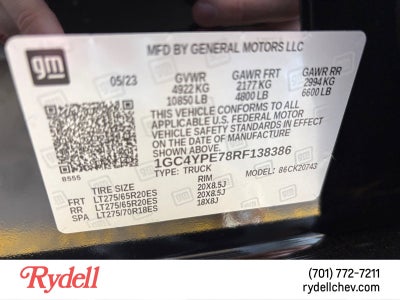 gm
MFD BY GENERAL MOTORS LLC
05/23
GVWR GAWR FRT GAWR RR
4922 KG 2177 KG 2994 KG
10850 LB 4800 LB 6600 LB
THIS VEHICLE CONFORMS TO ALL
APPLICABLE U.S. FEDERAL MOTOR
VEHICLE SAFETY STANDARDS IN EFFECT
ON THE DATE OF MANUFACTURE
SHOWN ABOVE.
1GC4YPE78RF138386
B555
TYPE: TRUCK MODEL: 86CK20743
TIRE SIZE RIM
FRT LT275/65R20ES 20X8.5J
RR LT275/65R20ES 20X8.5J
SPA LT275/70R18ES 18X8J
Rydell
(701) 772-7211
rydellchev.com